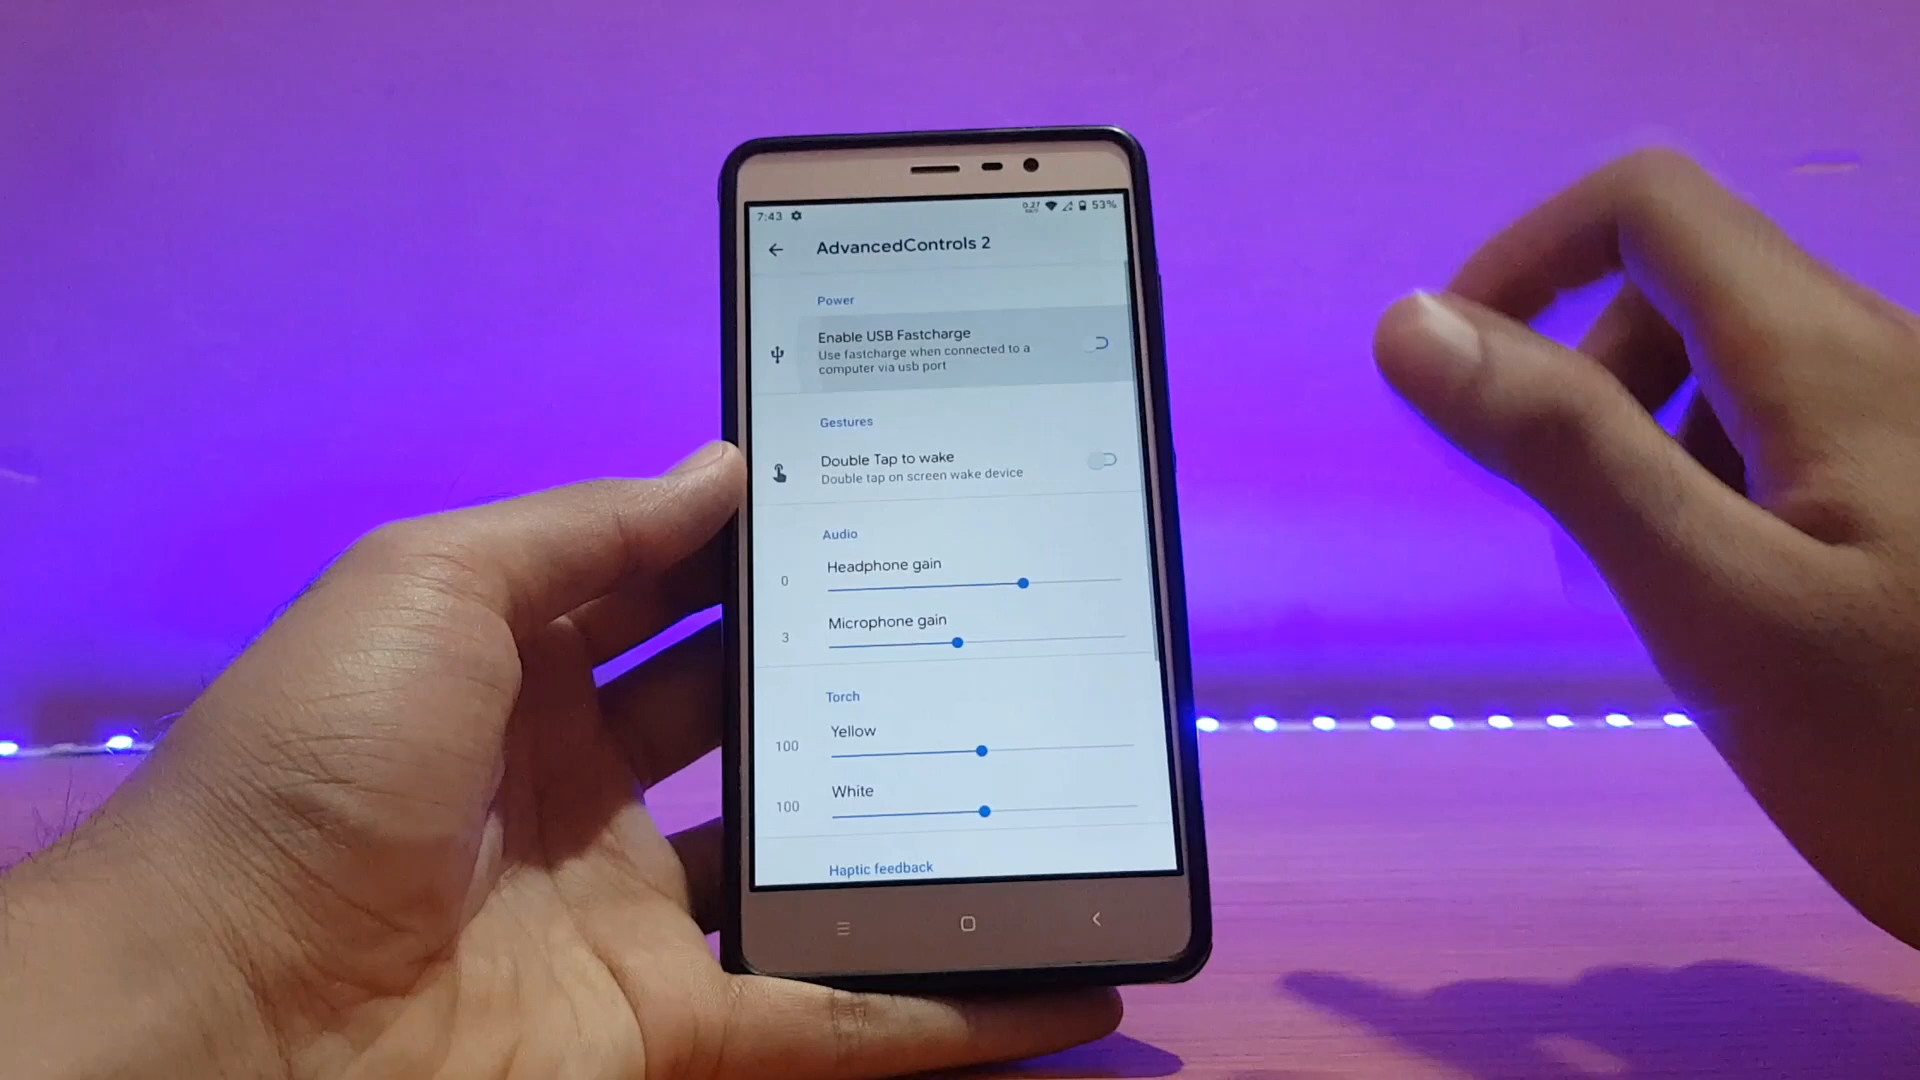 7:43
0.27
53%
AdvancedControls 2
Power
Enable USB Fastcharge
Use fastcharge when connected to a
computer via usb port
Gestures
Double Tap to wake
Double tap on screen wake device
Audio
Headphone gain
0
Microphone gain
3
Torch
Yellow
100
White
100
Haptic feedback